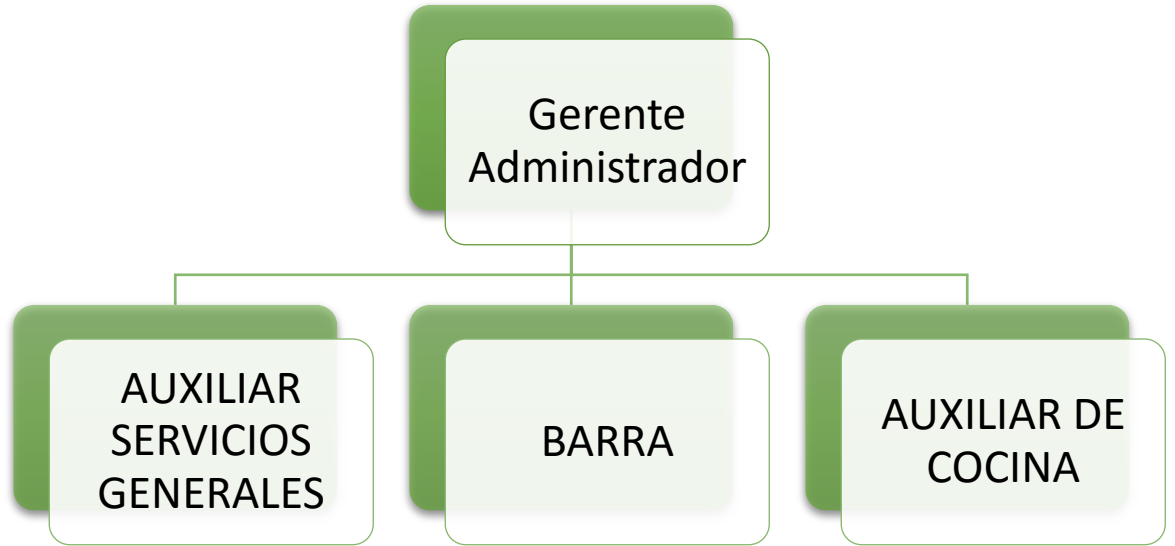 Gerente
Administrador
AUXILIAR
SERVICIOS
GENERALES
BARRA
AUXILIAR DE
COCINA